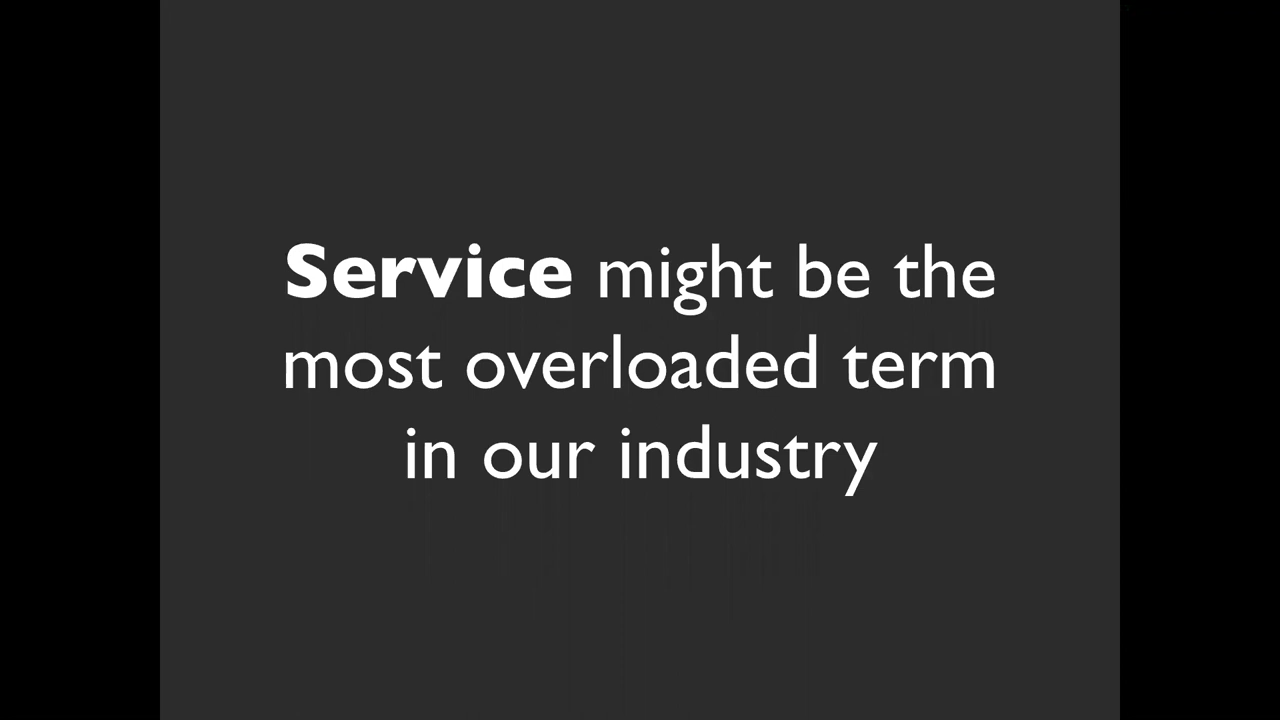 Service might be the
most overloaded term
in our industry